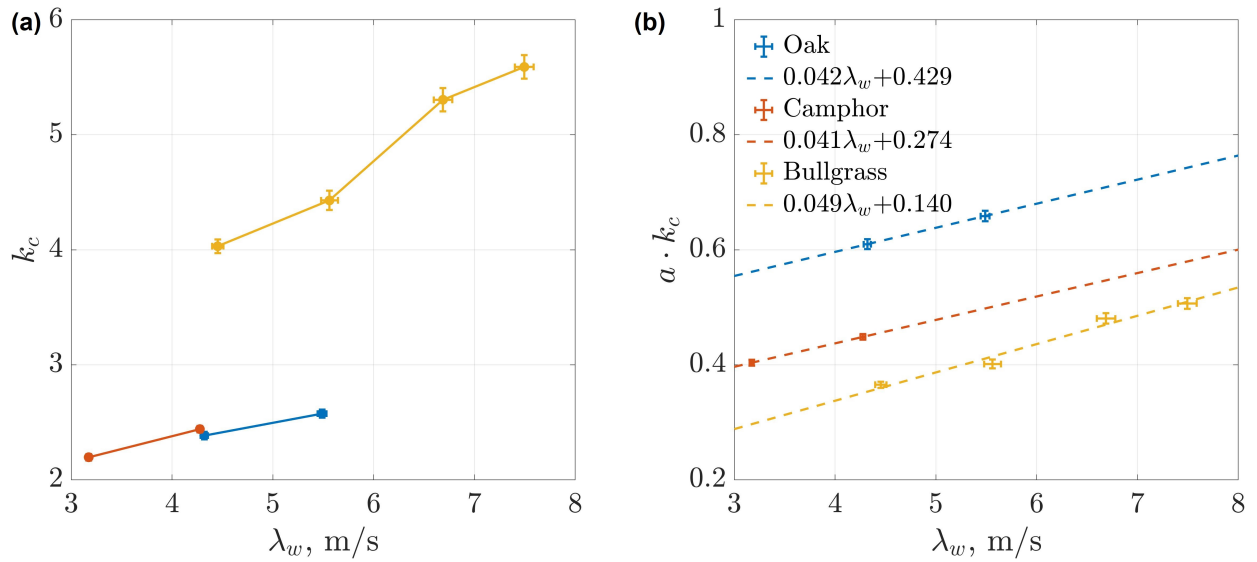 (a)
6
5
4
3
2
k_c
3 4 5 6 7 8
λ_w, m/s
(b)
1
0.8
0.6
0.4
0.2
a · k_c
Oak
0.042λ_w+0.429
Camphor
0.041λ_w+0.274
Bullgrass
0.049λ_w+0.140
3 4 5 6 7 8
λ_w, m/s